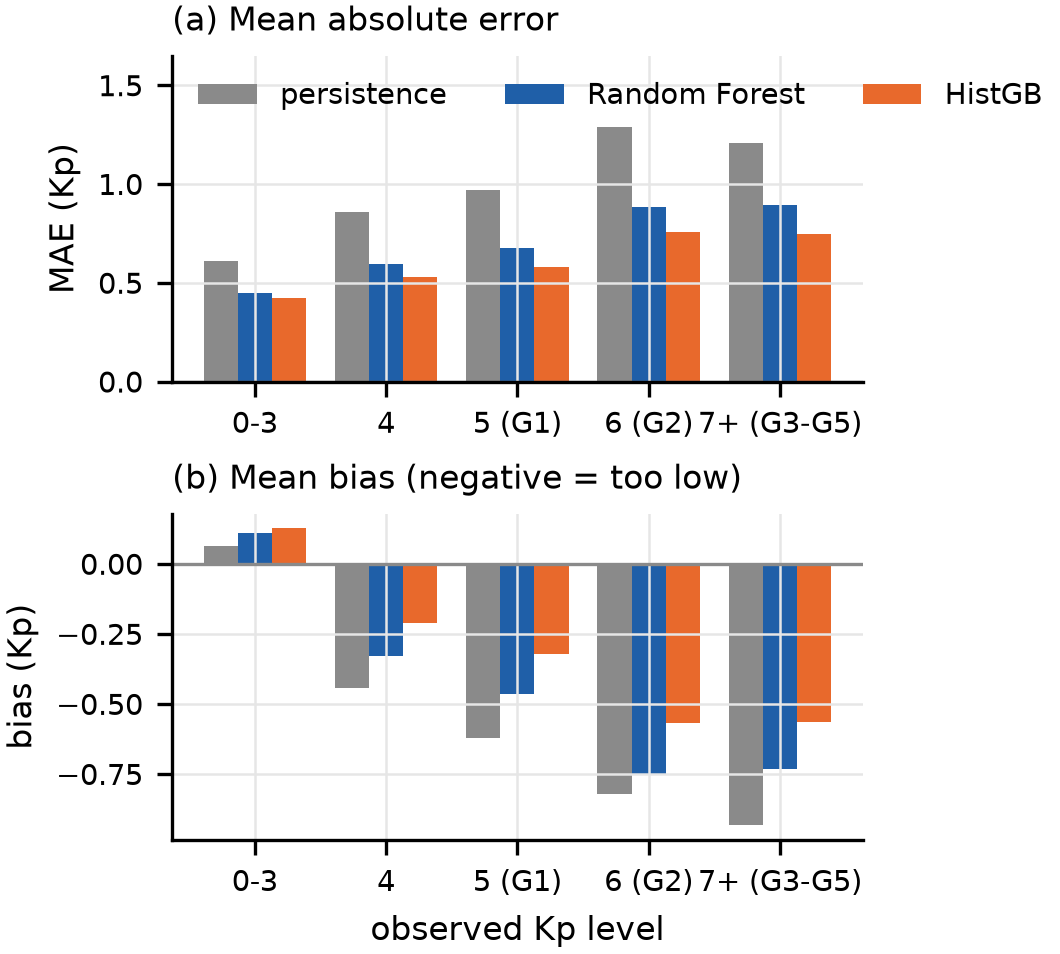 (a) Mean absolute error
1.5
persistence Random Forest HistGB
1.0
MAE (Kp)
0.5
0.0
0-3 4 5 (G1) 6 (G2) 7+ (G3-G5)
(b) Mean bias (negative = too low)
0.00
−0.25
bias (Kp)
−0.50
−0.75
0-3 4 5 (G1) 6 (G2) 7+ (G3-G5)
observed Kp level